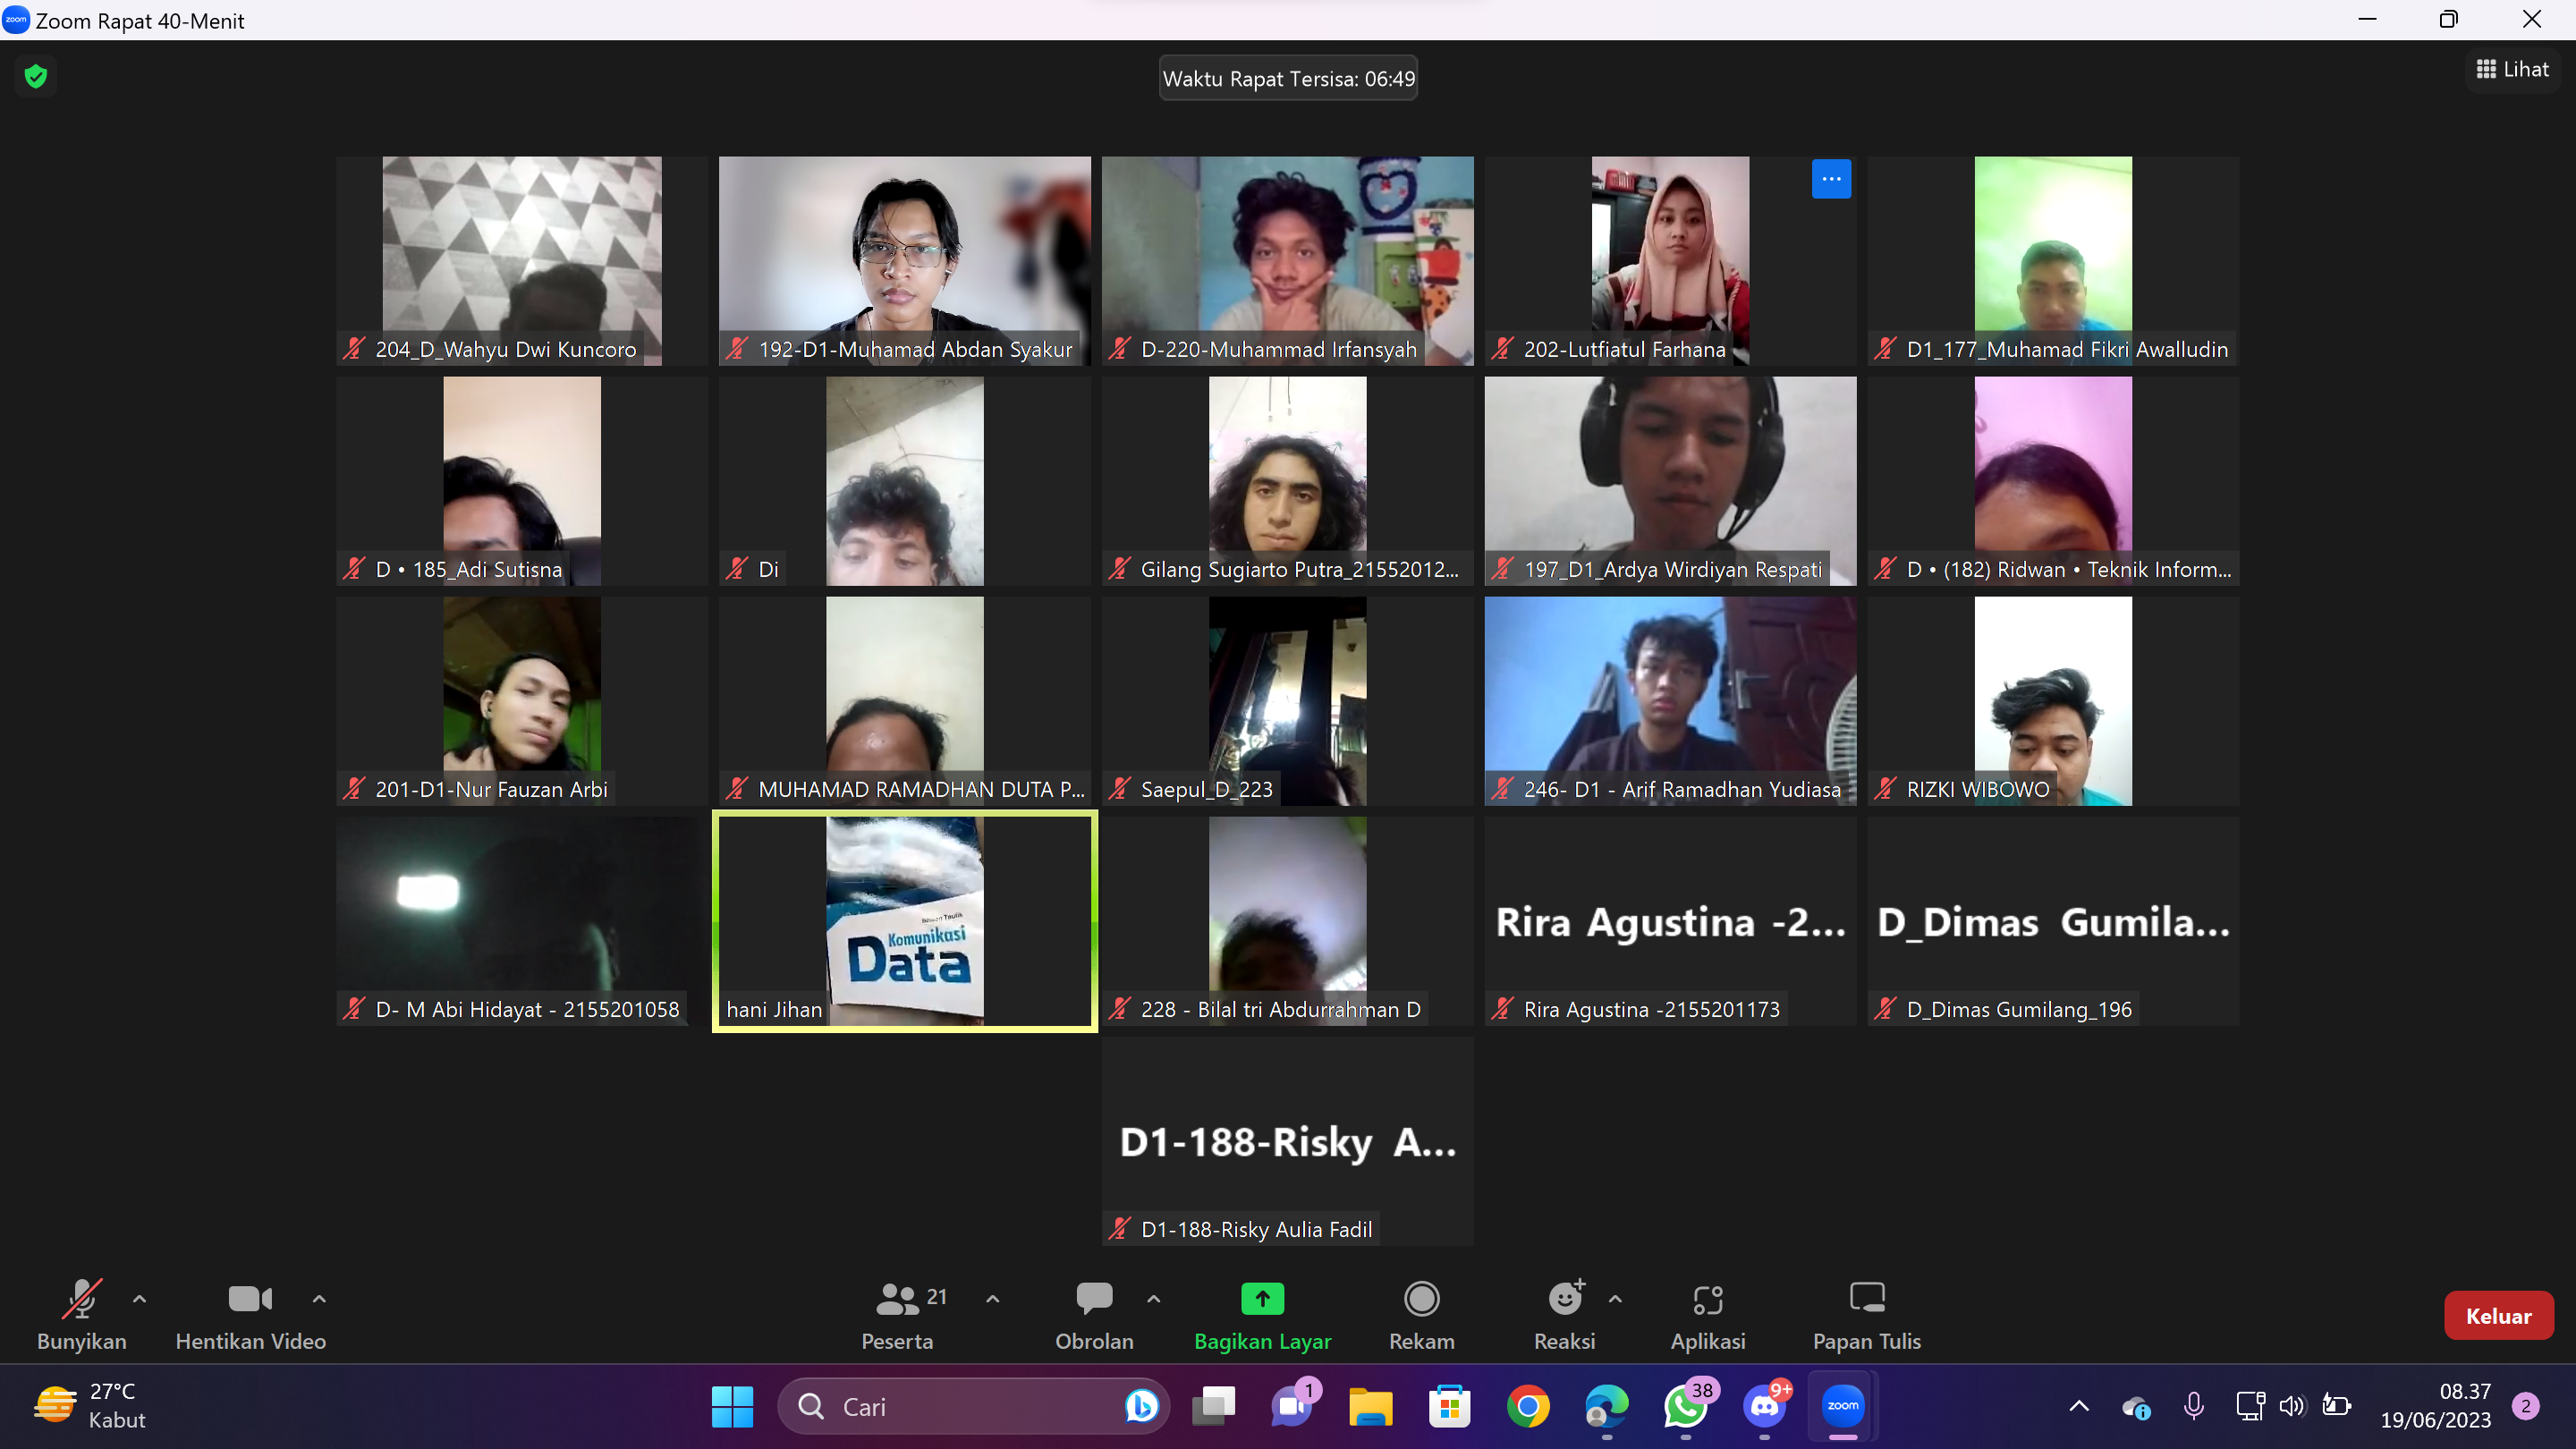 zoom Zoom Rapat 40-Menit
Waktu Rapat Tersisa: 06:49
Lihat
204_D_Wahyu Dwi Kuncoro
192-D1-Muhamad Abdan Syakur
D-220-Muhammad Irfansyah
202-Lutfiatul Farhana
D1_177_Muhamad Fikri Awalludin
D • 185_Adi Sutisna
Di
Gilang Sugiarto Putra_21552012...
197_D1_Ardya Wirdiyan Respati
D • (182) Ridwan • Teknik Inform...
201-D1-Nur Fauzan Arbi
MUHAMAD RAMADHAN DUTA P...
Saepul_D_223
246- D1 - Arif Ramadhan Yudiasa
RIZKI WIBOWO
D- M Abi Hidayat - 2155201058
Komunikasi
Data
hani Jihan
228 - Bilal tri Abdurrahman D
Rira Agustina -2...
Rira Agustina -2155201173
D_Dimas Gumila...
D_Dimas Gumilang_196
D1-188-Risky A...
D1-188-Risky Aulia Fadil
Bunyikan
Hentikan Video
21
Peserta
Obrolan
Bagikan Layar
Rekam
Reaksi
Aplikasi
Papan Tulis
Keluar
27°C
Kabut
Cari
1
38
9+
zoom
08.37
19/06/2023
2